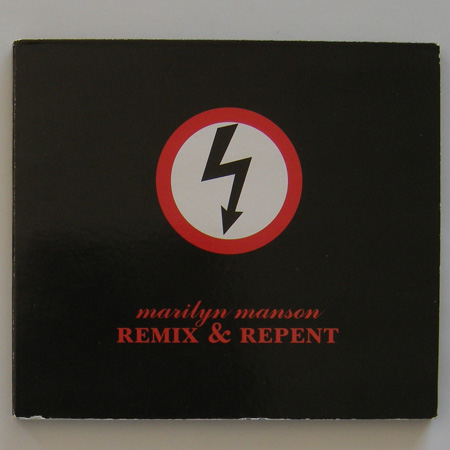 marilyn manson
REMIX & REPENT